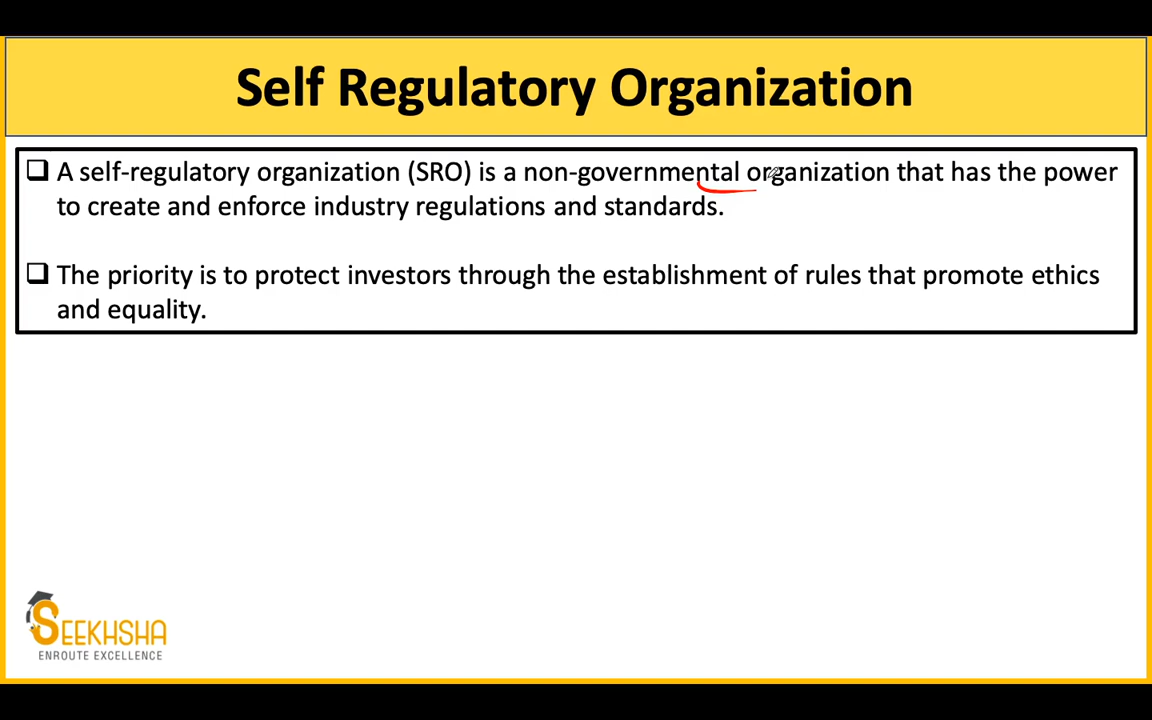 Self Regulatory Organization
A self-regulatory organization (SRO) is a non-governmental organization that has the power
to create and enforce industry regulations and standards.
The priority is to protect investors through the establishment of rules that promote ethics
and equality.
SEEKHSHA
ENROUTE EXCELLENCE